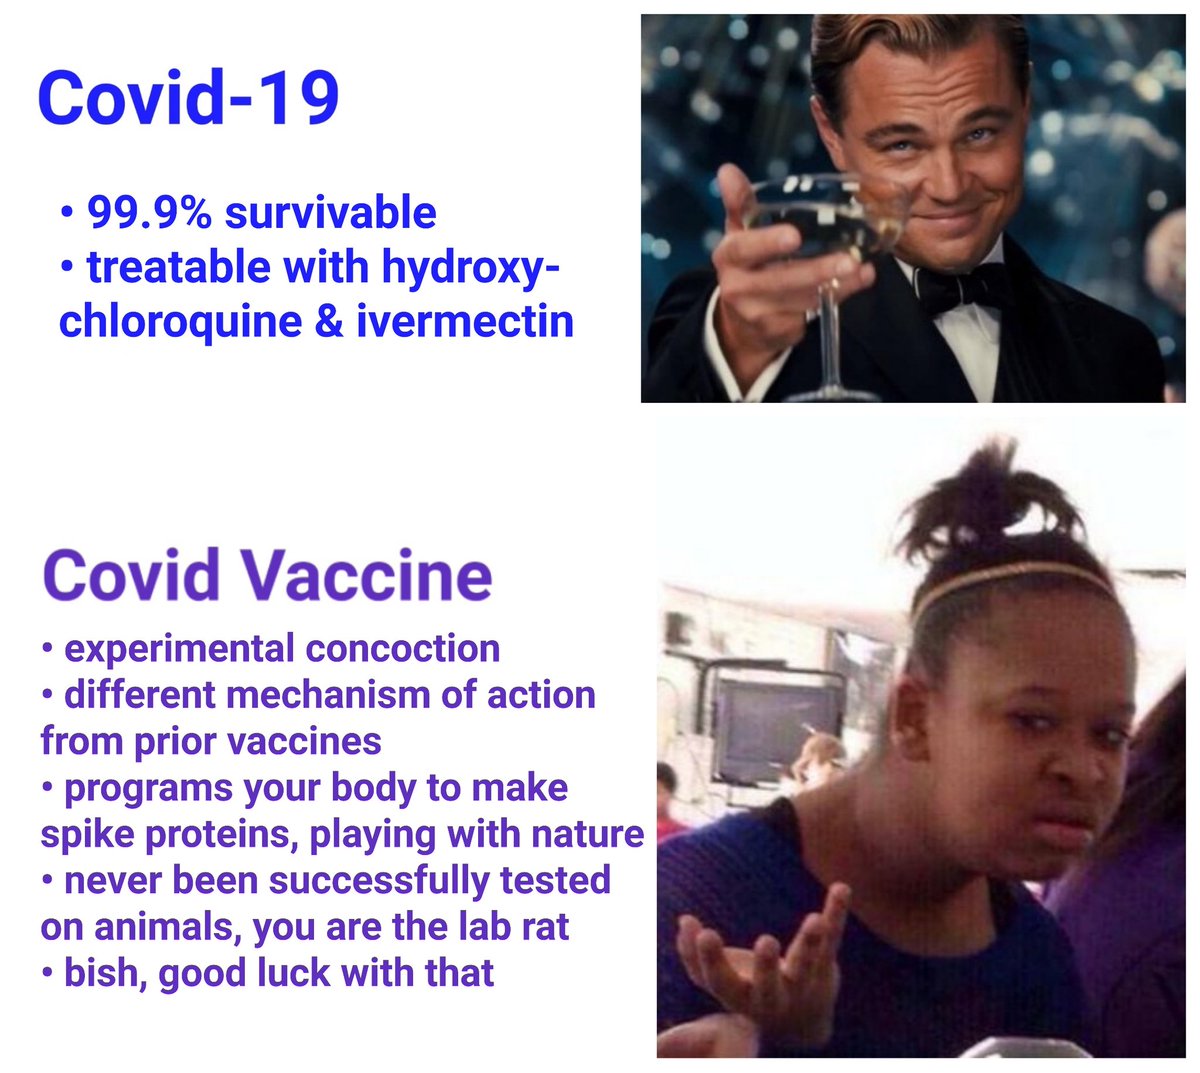 Covid-19
• 99.9% survivable
• treatable with hydroxy-
chloroquine & ivermectin
Covid Vaccine
• experimental concoction
• different mechanism of action
from prior vaccines
• programs your body to make
spike proteins, playing with nature
• never been successfully tested
on animals, you are the lab rat
• bish, good luck with that